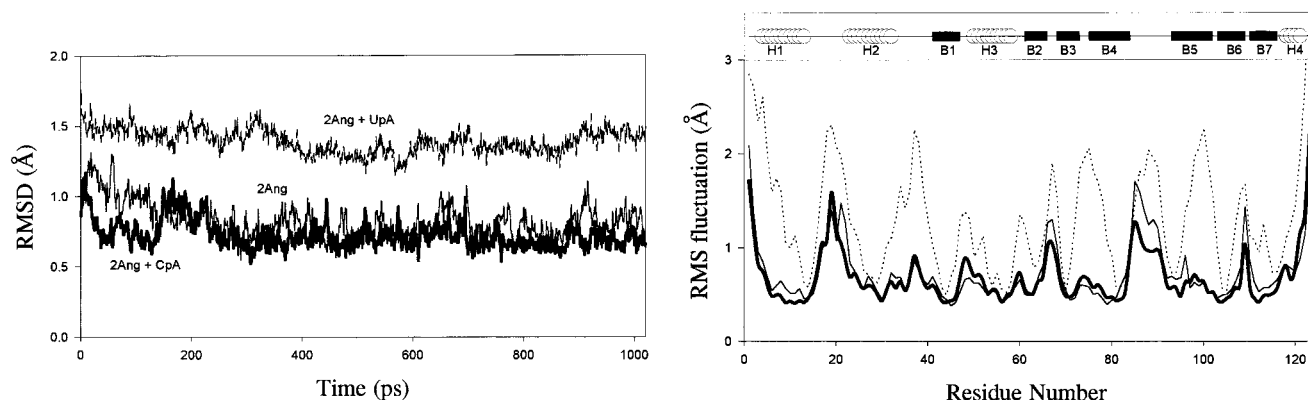 2.0
1.5
1.0
0.5
0.0
RMSD (Å)
2Ang + UpA
2Ang
2Ang + CpA
0 200 400 600 800 1000
Time (ps)
3
2
1
0
RMS fluctuation (Å)
H1 H2 B1 H3 B2 B3 B4 B5 B6 B7 H4
0 20 40 60 80 100 120
Residue Number